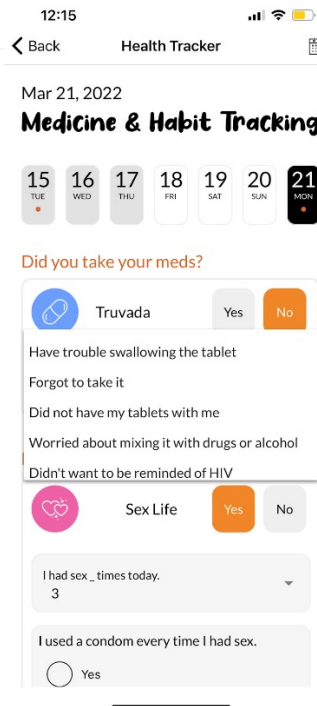 12:15
Back
Health Tracker
Mar 21, 2022
Medicine & Habit Tracking
15 16 17 18 19 20 21
TUE WED THU FRI SAT SUN MON
Did you take your meds?
Truvada Yes No
Have trouble swallowing the tablet
Forgot to take it
Did not have my tablets with me
Worried about mixing it with drugs or alcohol
Didn't want to be reminded of HIV
Sex Life Yes No
I had sex _ times today.
3
I used a condom every time I had sex.
Yes